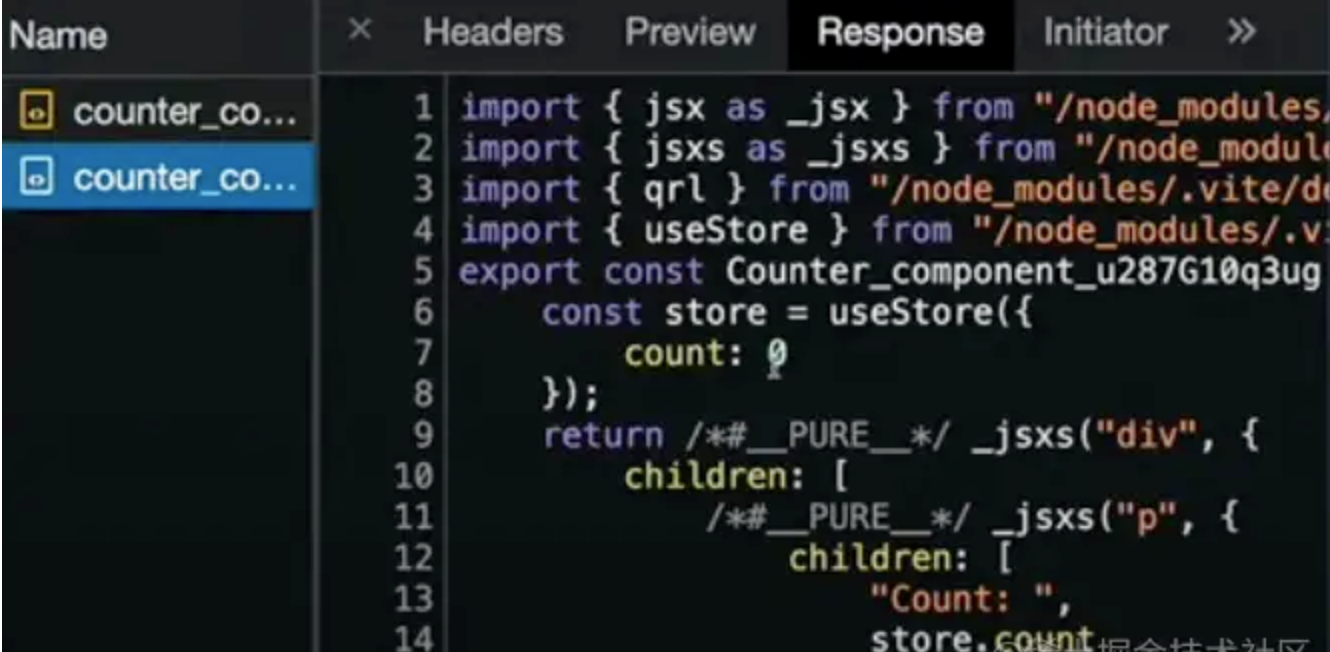 Name
× Headers Preview Response Initiator »
counter_co...
counter_co...
1 import { jsx as _jsx } from "/node_modules/
2 import { jsxs as _jsxs } from "/node_modul
3 import { qrl } from "/node_modules/.vite/d
4 import { useStore } from "/node_modules/.v
5 export const Counter_component_u287G10q3ug
6 const store = useStore({
7 count: 0
8 });
9 return /*#__PURE__*/ _jsxs("div", {
10 children: [
11 /*#__PURE__*/ _jsxs("p", {
12 children: [
13 "Count: ",
14 store.count
掘金技术社区